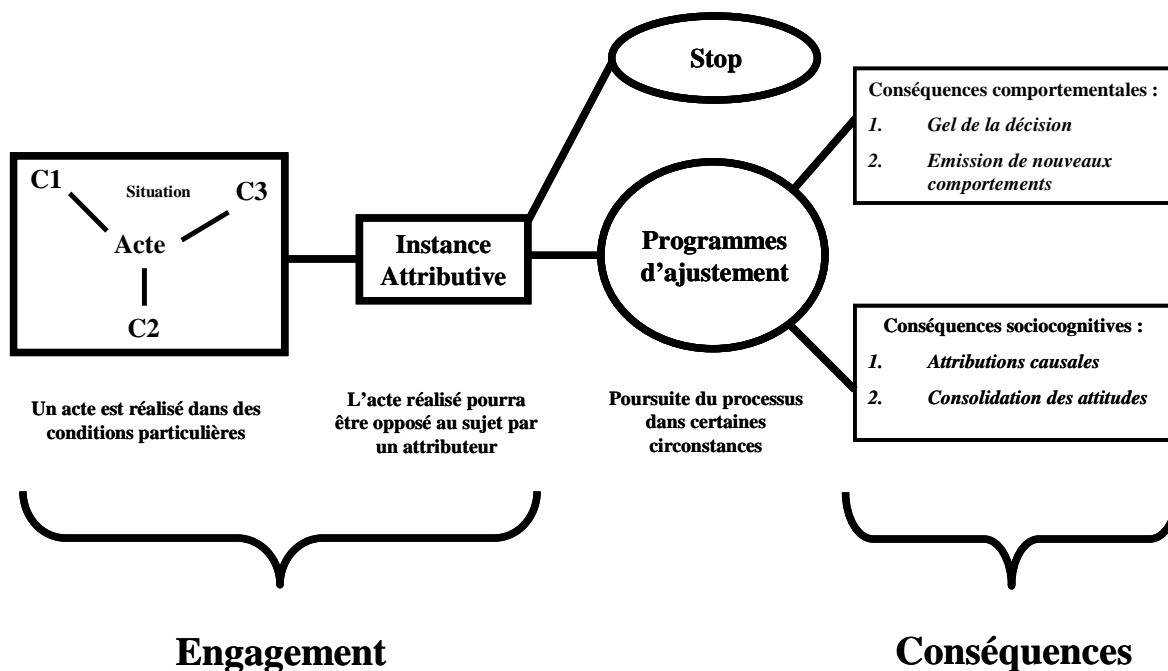 Stop
Conséquences comportementales :
1. Gel de la décision
2. Emission de nouveaux
comportements
C1
Situation
C3
Acte
C2
Instance
Attributive
Programmes
d'ajustement
Conséquences sociocognitives :
1. Attributions causales
2. Consolidation des attitudes
Un acte est réalisé dans des
conditions particulières
L'acte réalisé pourra
être opposé au sujet par
un attributeur
Poursuite du processus
dans certaines
circonstances
Engagement
Conséquences